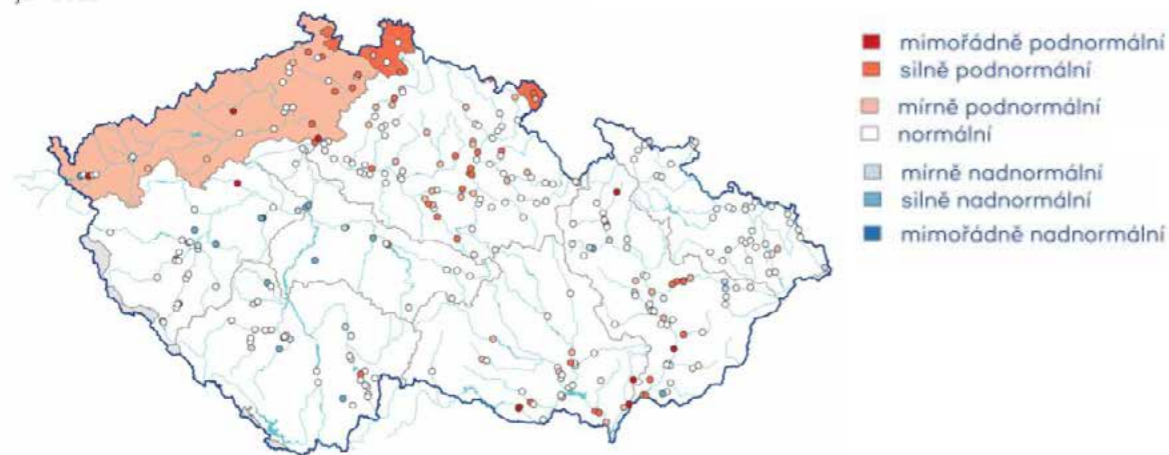 mimořádně podnormální
silně podnormální
mírně podnormální
normální
mírně nadnormální
silně nadnormální
mimořádně nadnormální